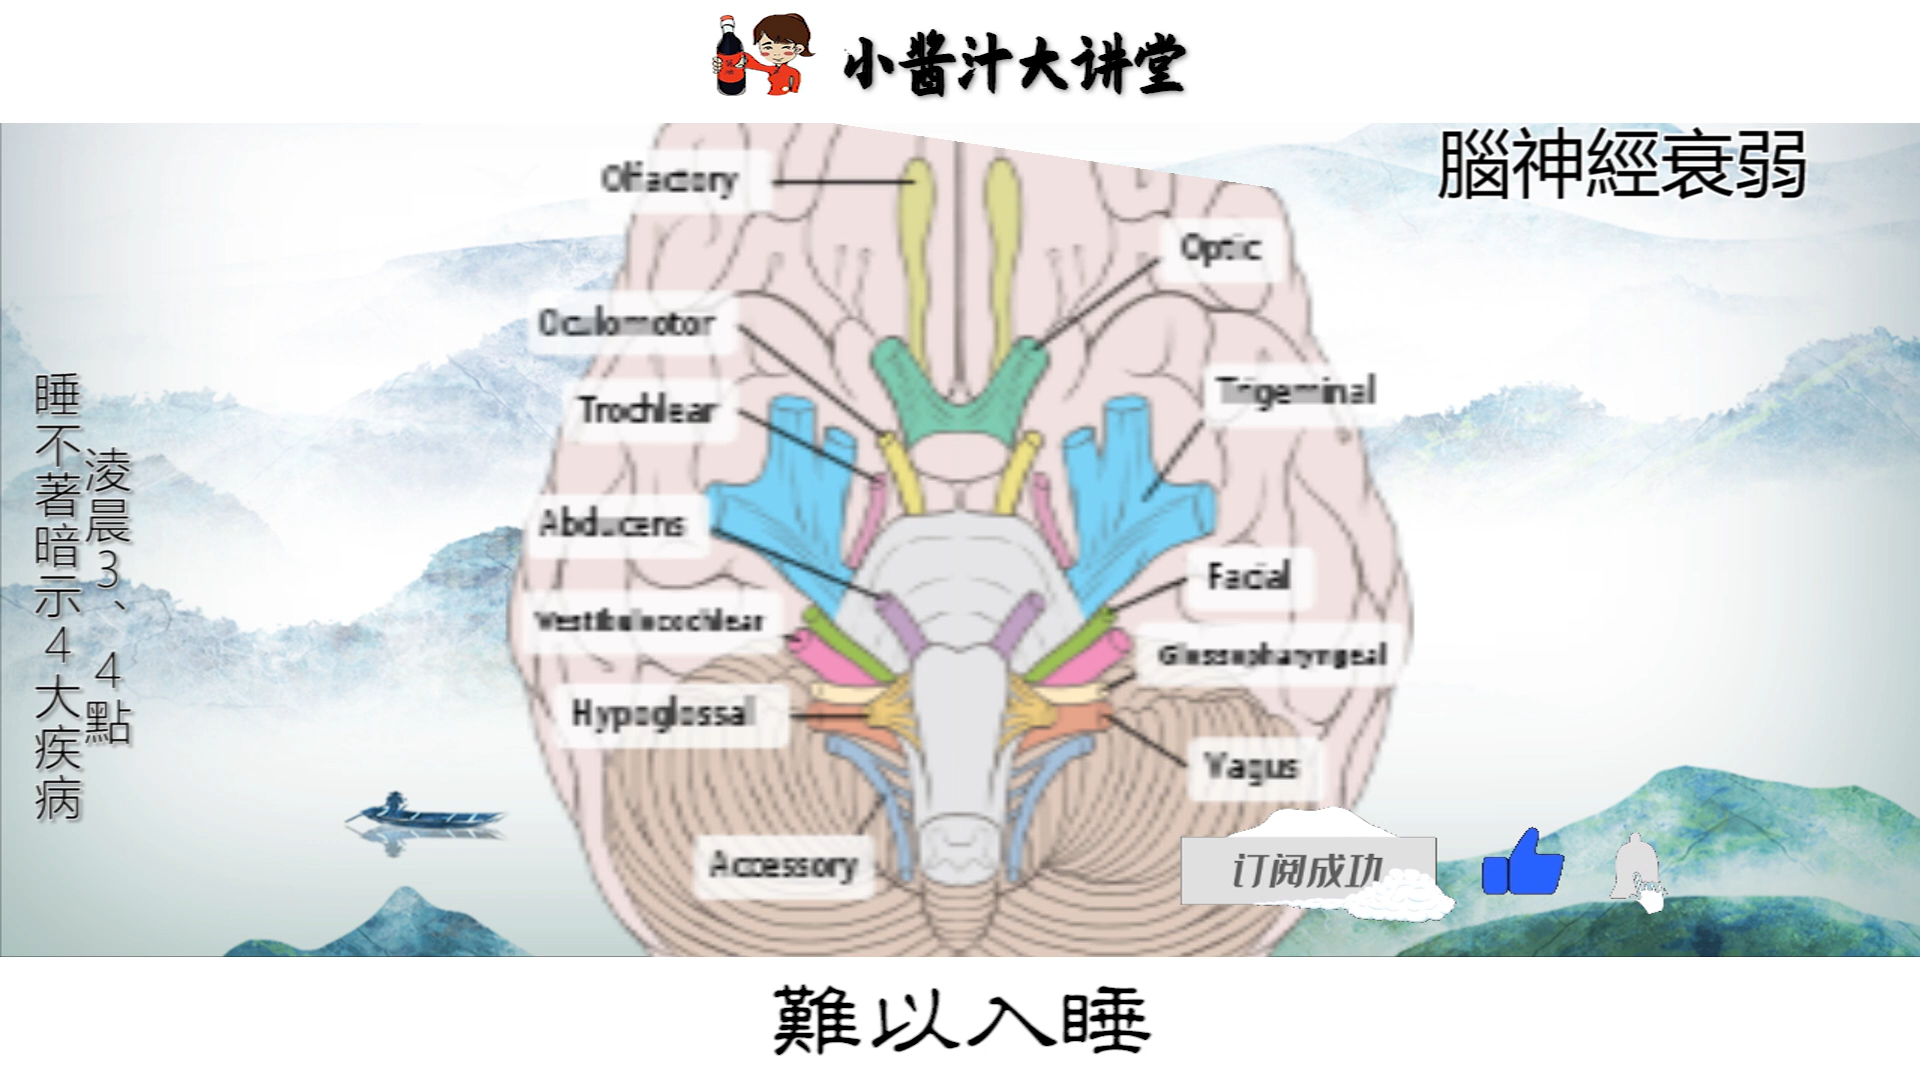 小酱汁大讲堂
腦神經衰弱
Olfactory
Optic
Oculomotor
Trigeminal
Trochlear
Abducens
Facial
Vestibulocochlear
Glossopharyngeal
Hypoglossal
Vagus
Accessory
凌晨3、4點
睡不著暗示4大疾病
订阅成功
難以入睡